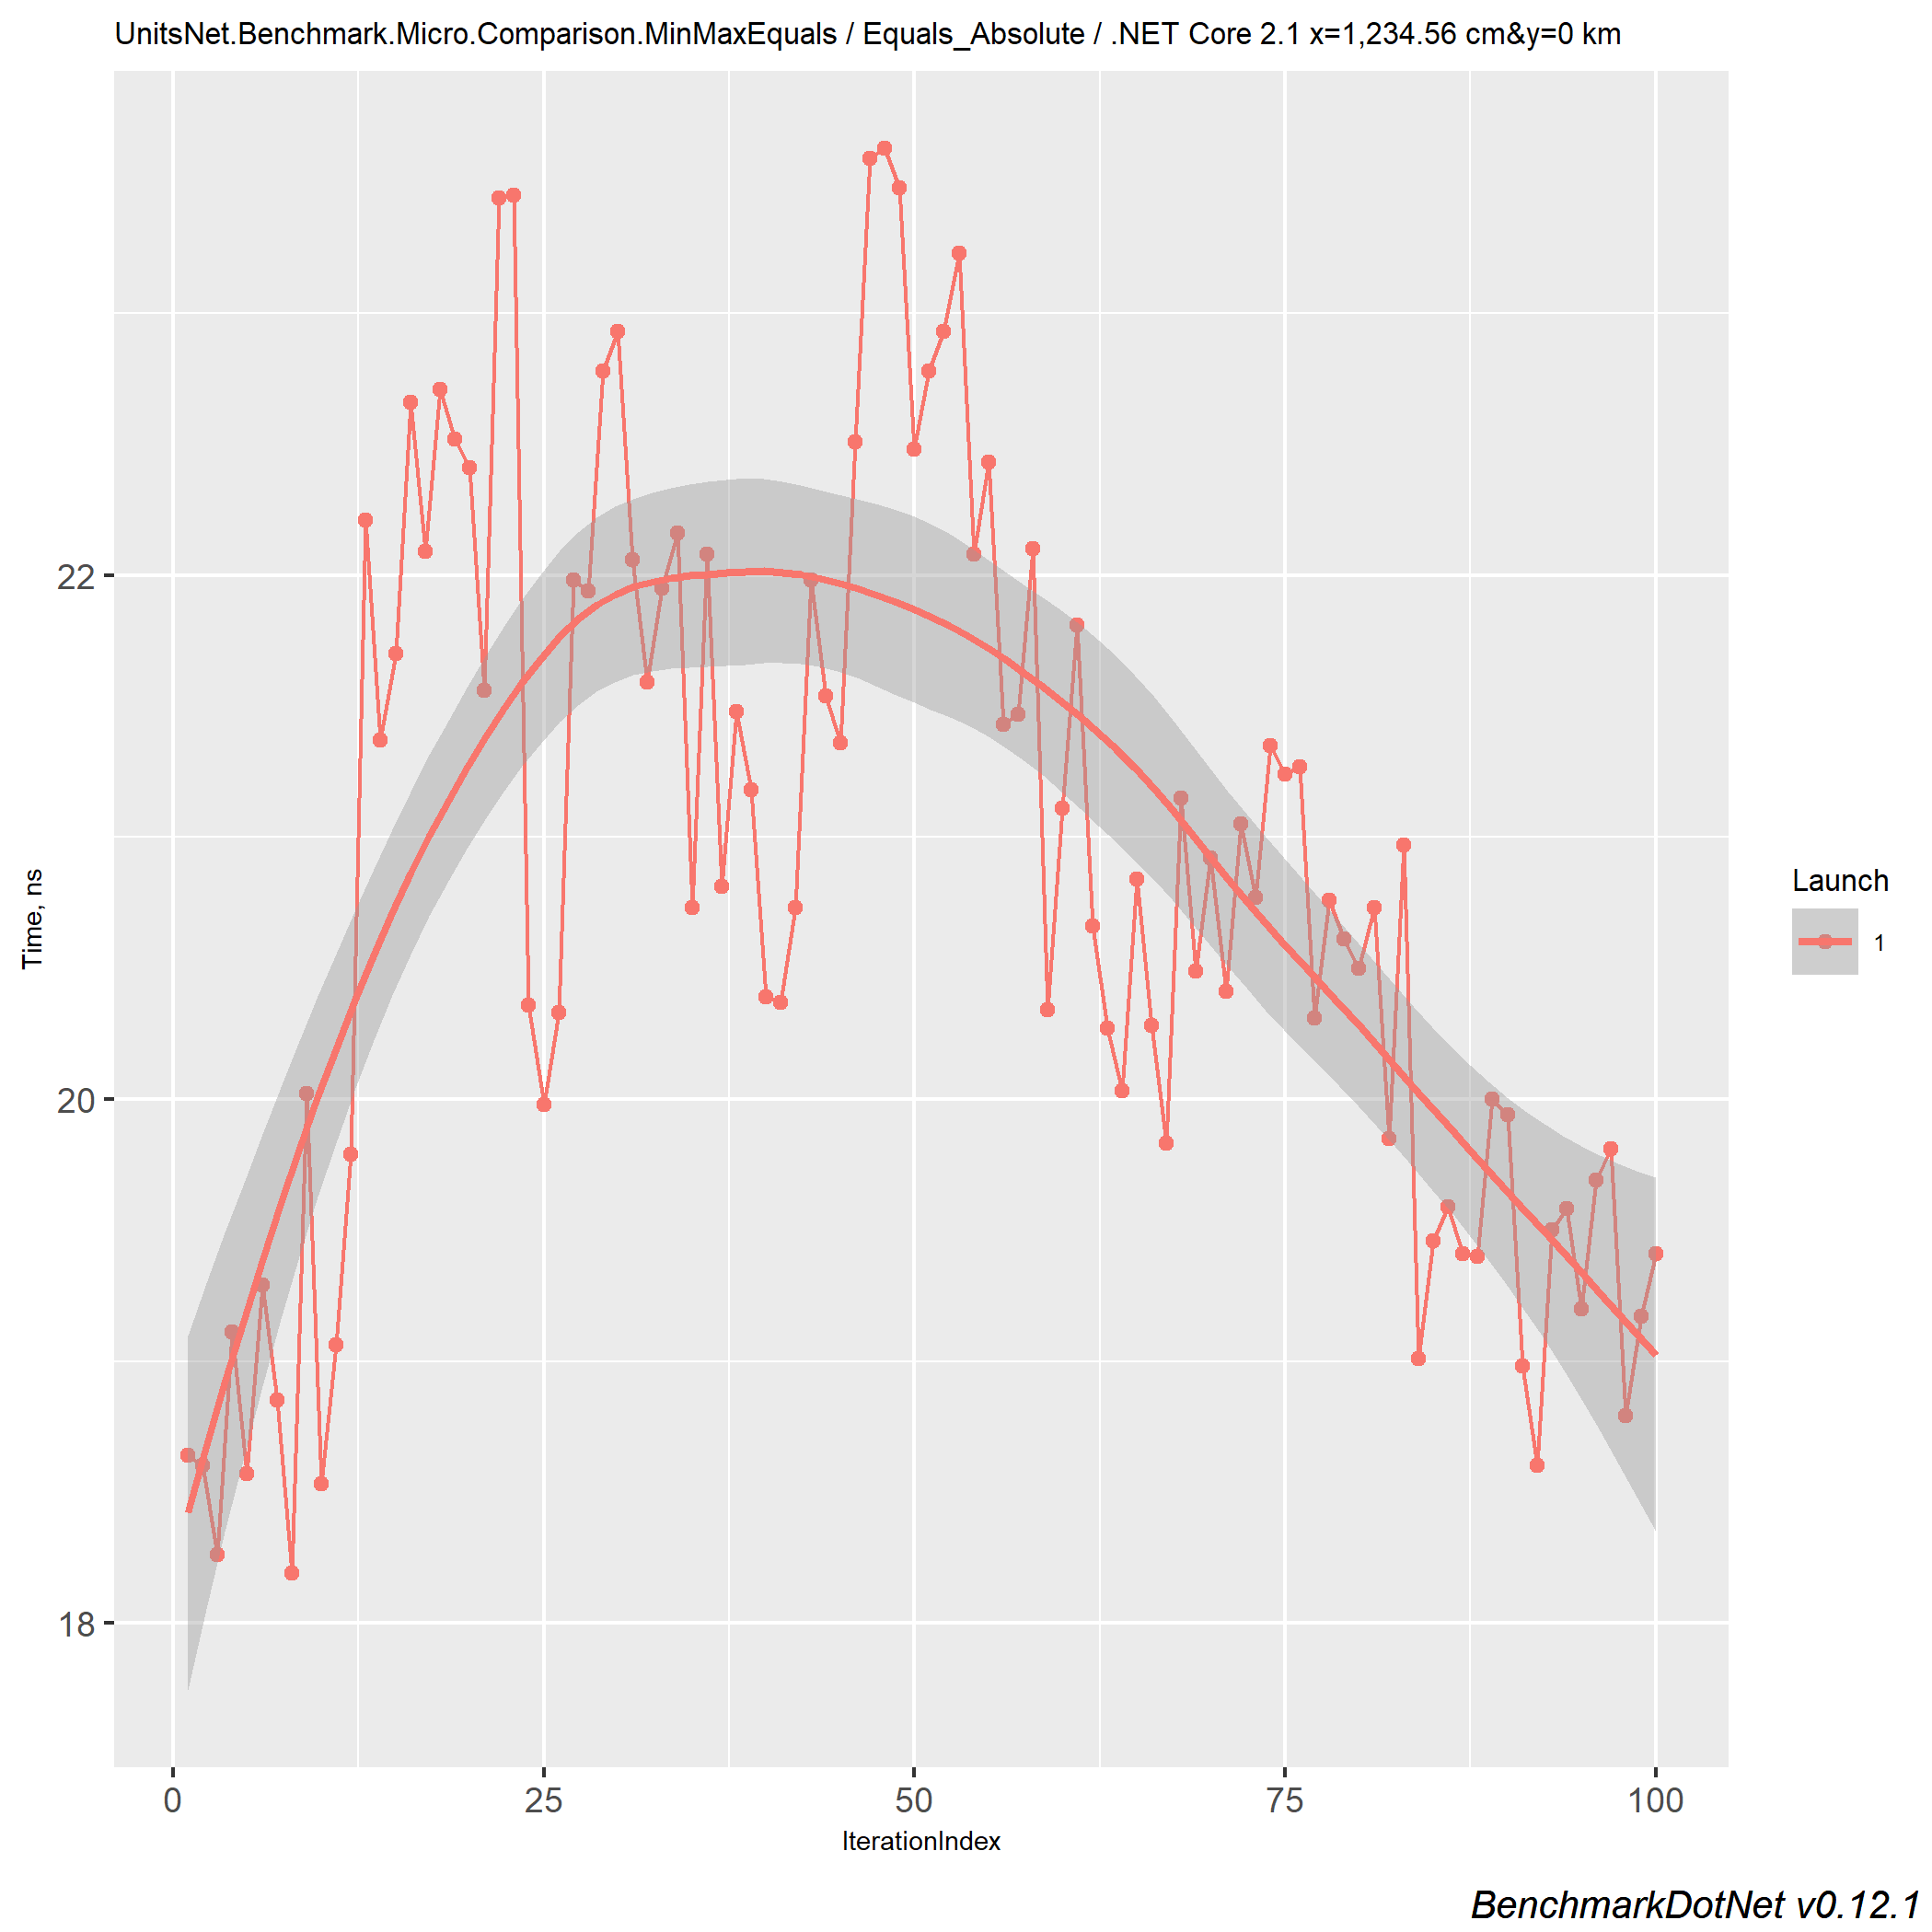 UnitsNet.Benchmark.Micro.Comparison.MinMaxEquals / Equals_Absolute / .NET Core 2.1 x=1,234.56 cm&y=0 km
Time, ns
22
20
18
0 25 50 75 100
IterationIndex
Launch
1
BenchmarkDotNet v0.12.1